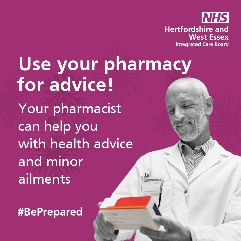 NHS
Hertfordshire and
West Essex
Integrated Care Board
Use your pharmacy
for advice!
Your pharmacist
can help you
with health advice
and minor
ailments
#BePrepared